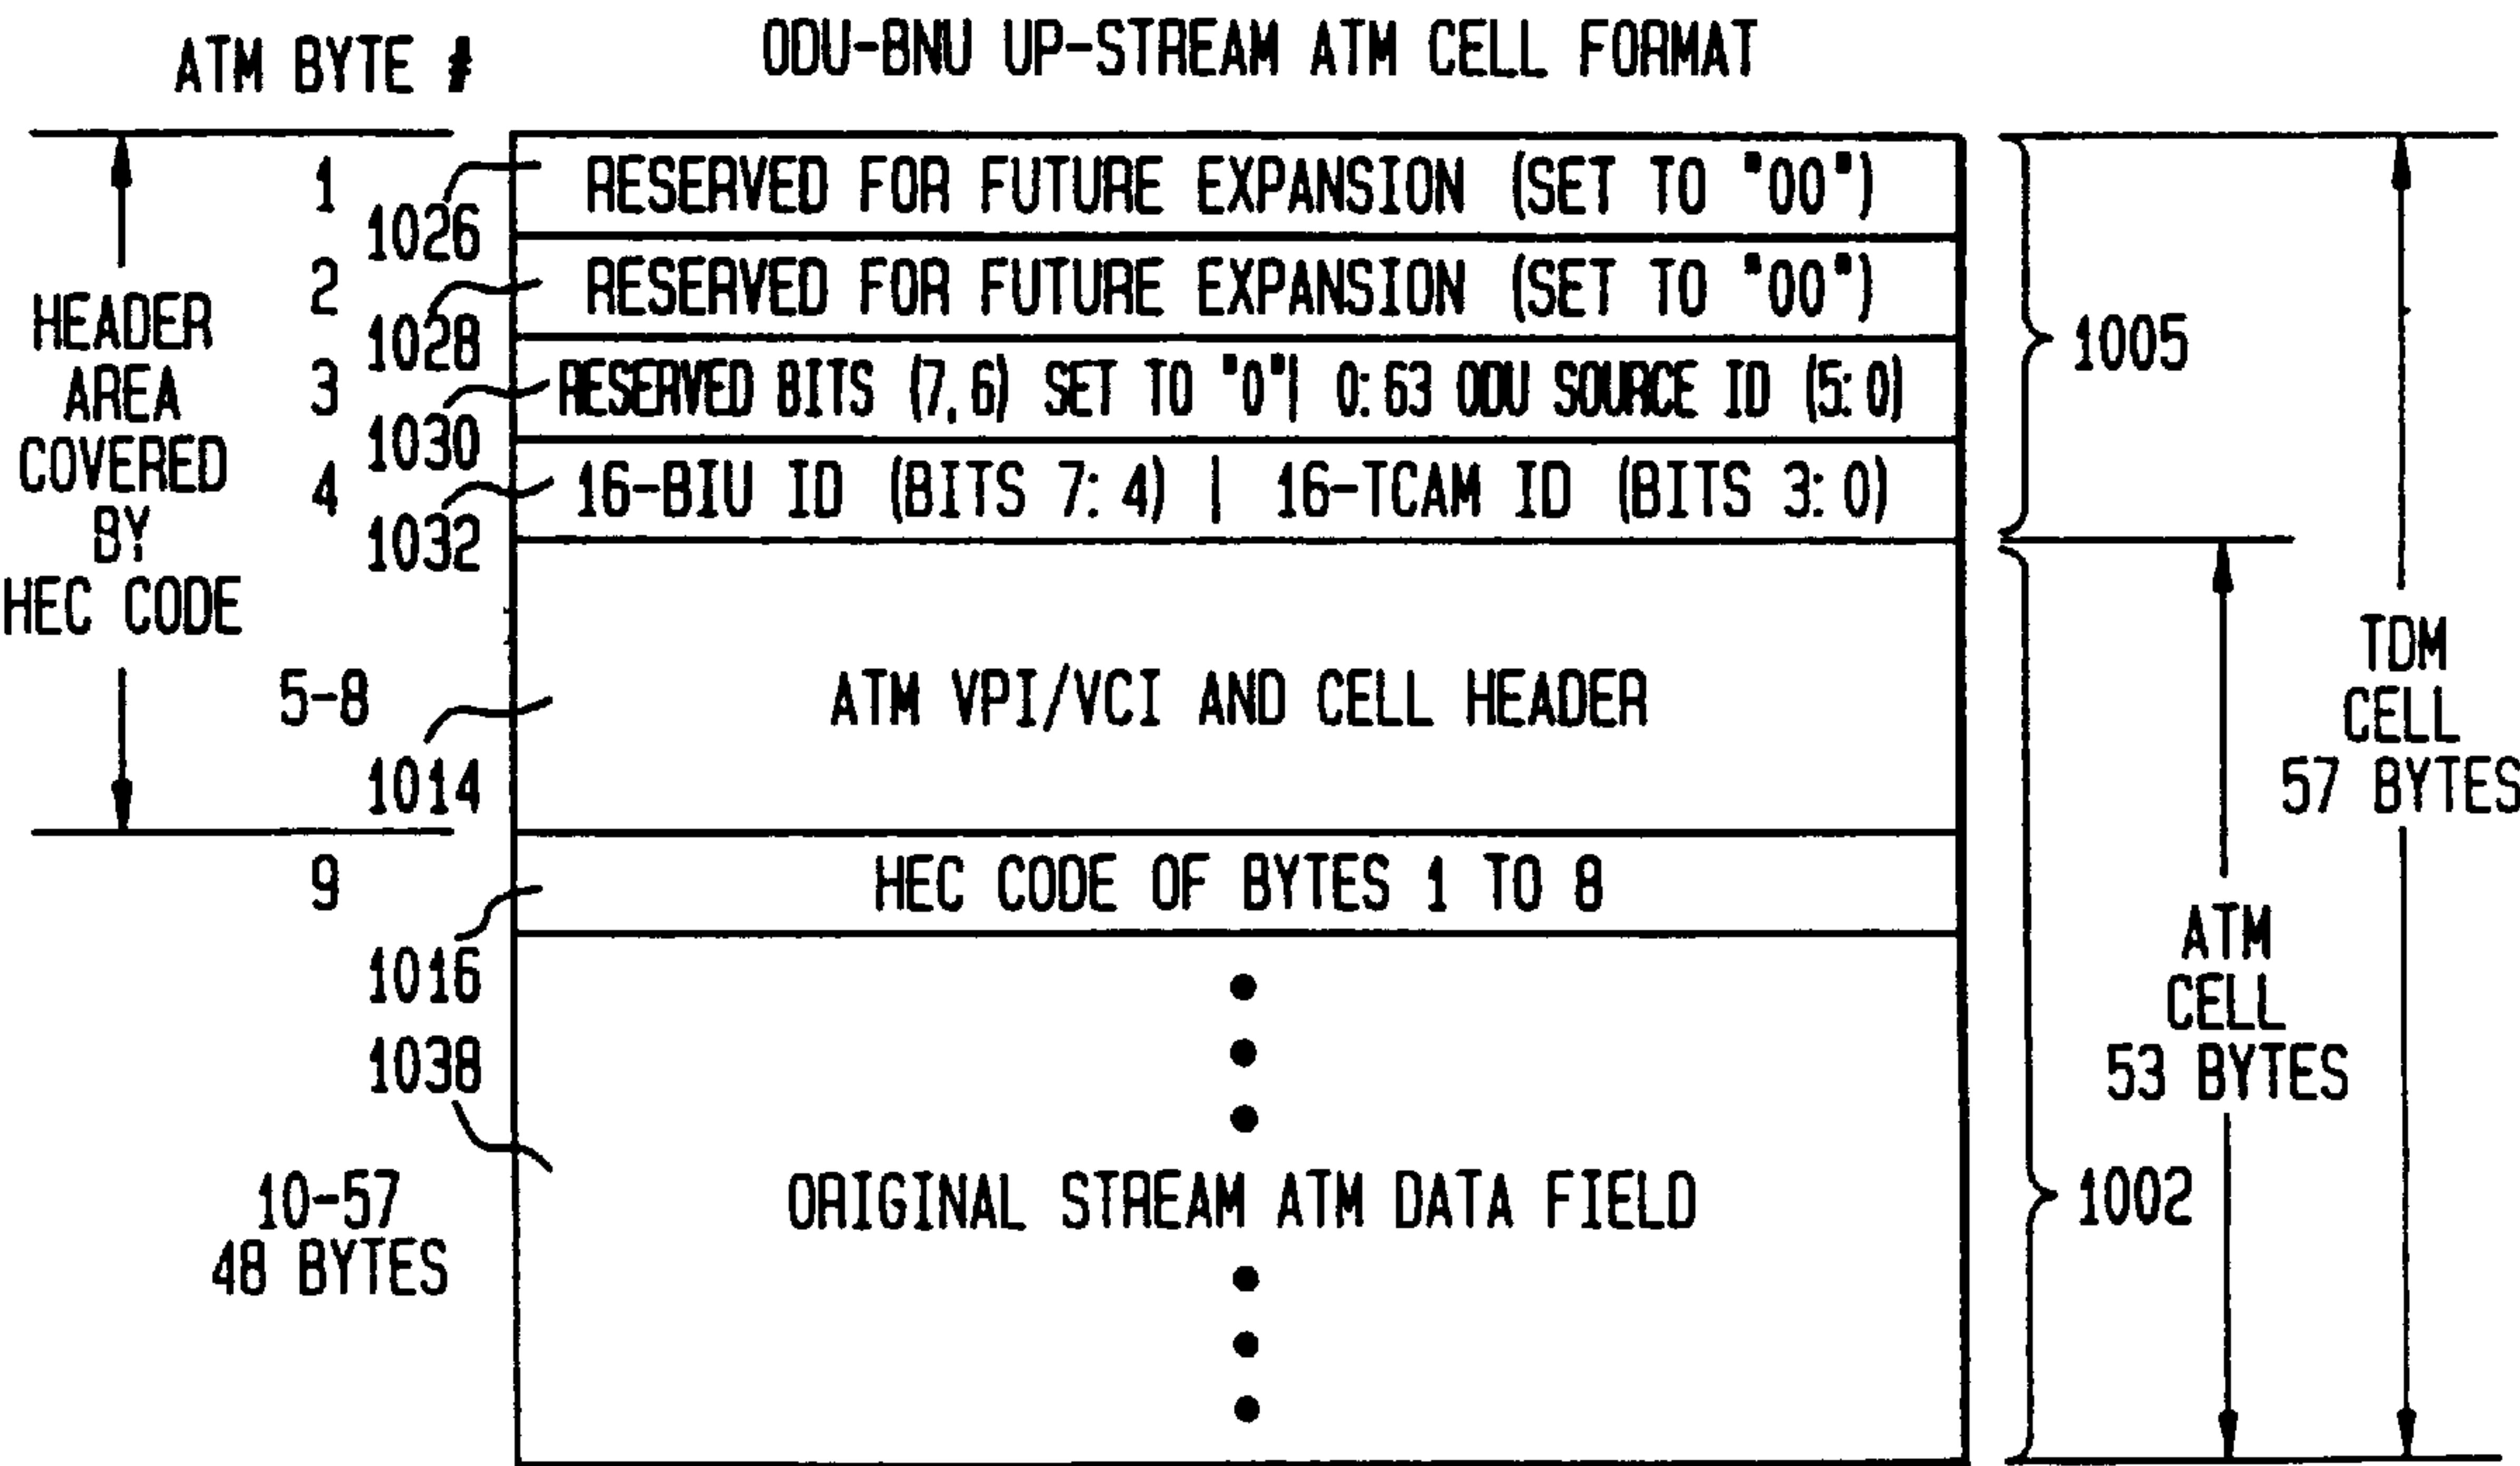 ODU-BNU UP-STREAM ATM CELL FORMAT
ATM BYTE #
1
1026
RESERVED FOR FUTURE EXPANSION (SET TO "00")
2
1028
RESERVED FOR FUTURE EXPANSION (SET TO "00")
3
1030
RESERVED BITS (7,6) SET TO "0"| 0:63 ODU SOURCE ID (5:0)
4
1032
16-BIU ID (BITS 7:4) | 16-TCAM ID (BITS 3:0)
1005
HEADER
AREA
COVERED
BY
HEC CODE
5-8
1014
ATM VPI/VCI AND CELL HEADER
TDM
CELL
57 BYTES
9
1016
HEC CODE OF BYTES 1 TO 8
ATM
CELL
53 BYTES
1038
10-57
48 BYTES
ORIGINAL STREAM ATM DATA FIELD
1002